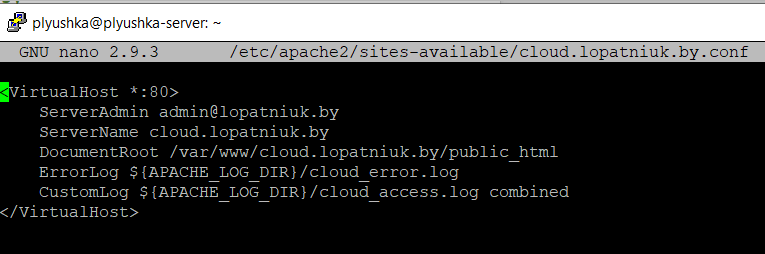 plyushka@plyushka-server: ~
GNU nano 2.9.3 /etc/apache2/sites-available/cloud.lopatniuk.by.conf
<VirtualHost *:80>
ServerAdmin admin@lopatniuk.by
ServerName cloud.lopatniuk.by
DocumentRoot /var/www/cloud.lopatniuk.by/public_html
ErrorLog ${APACHE_LOG_DIR}/cloud_error.log
CustomLog ${APACHE_LOG_DIR}/cloud_access.log combined
</VirtualHost>